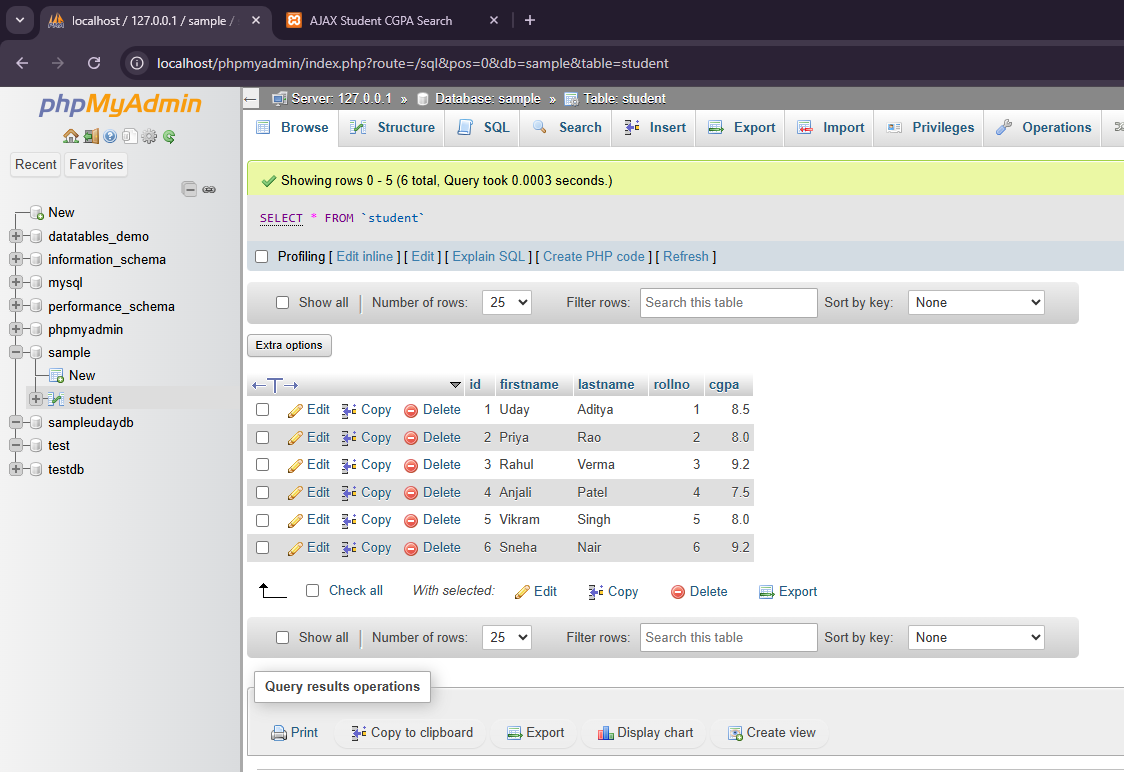 localhost / 127.0.0.1 / sample /
AJAX Student CGPA Search
localhost/phpmyadmin/index.php?route=/sql&pos=0&db=sample&table=student
phpMyAdmin
Recent Favorites
New
datatables_demo
information_schema
mysql
performance_schema
phpmyadmin
sample
New
student
sampleudaydb
test
testdb
Server: 127.0.0.1 » Database: sample » Table: student
Browse Structure SQL Search Insert Export Import Privileges Operations
Showing rows 0 - 5 (6 total, Query took 0.0003 seconds.)
SELECT * FROM `student`
Profiling [ Edit inline ] [ Edit ] [ Explain SQL ] [ Create PHP code ] [ Refresh ]
Show all Number of rows: 25 Filter rows: Search this table Sort by key: None
Extra options
id firstname lastname rollno cgpa
Edit Copy Delete 1 Uday Aditya 1 8.5
Edit Copy Delete 2 Priya Rao 2 8.0
Edit Copy Delete 3 Rahul Verma 3 9.2
Edit Copy Delete 4 Anjali Patel 4 7.5
Edit Copy Delete 5 Vikram Singh 5 8.0
Edit Copy Delete 6 Sneha Nair 6 9.2
Check all With selected: Edit Copy Delete Export
Show all Number of rows: 25 Filter rows: Search this table Sort by key: None
Query results operations
Print Copy to clipboard Export Display chart Create view